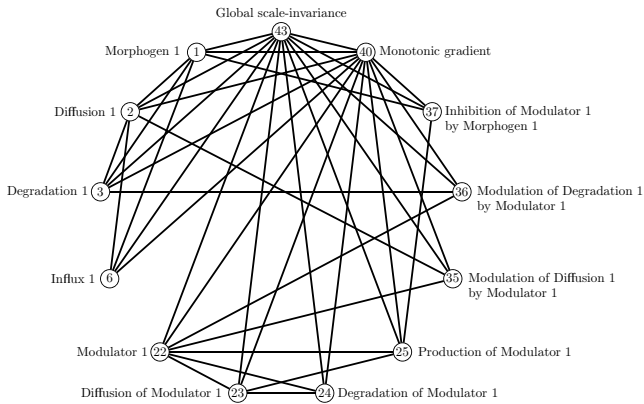 Global scale-invariance
43
Morphogen 1 1
40 Monotonic gradient
Diffusion 1 2
37 Inhibition of Modulator 1
by Morphogen 1
Degradation 1 3
36 Modulation of Degradation 1
by Modulator 1
Influx 1 6
35 Modulation of Diffusion 1
by Modulator 1
Modulator 1 22
25 Production of Modulator 1
Diffusion of Modulator 1 23
24 Degradation of Modulator 1